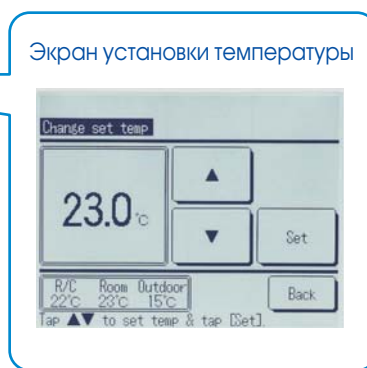 Экран установки температуры
Change set temp
▲
23.0 °C
▼
Set
R/C Room Outdoor
22°C 23°C 15°C
Back
Tap ▲▼ to set temp & tap [Set].